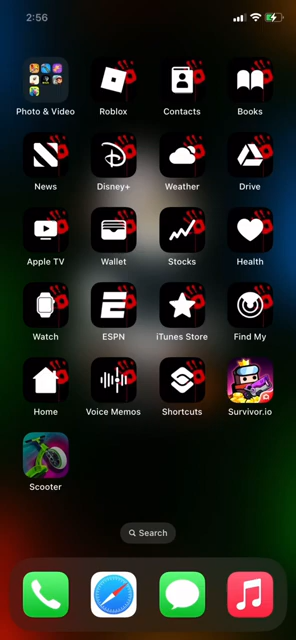 2:56
Photo & Video
Roblox
Contacts
Books
News
Disney+
Weather
Drive
Apple TV
Wallet
Stocks
Health
Watch
ESPN
iTunes Store
Find My
Home
Voice Memos
Shortcuts
Survivor.io
Scooter
Search